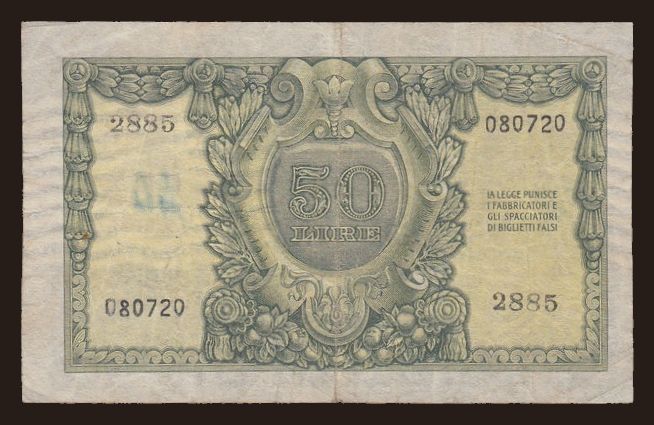 2885
080720
50
LIRE
LA LEGGE PUNISCE
I FABBRICATORI E
GLI SPACCIATORI
DI BIGLIETTI FALSI
080720
2885